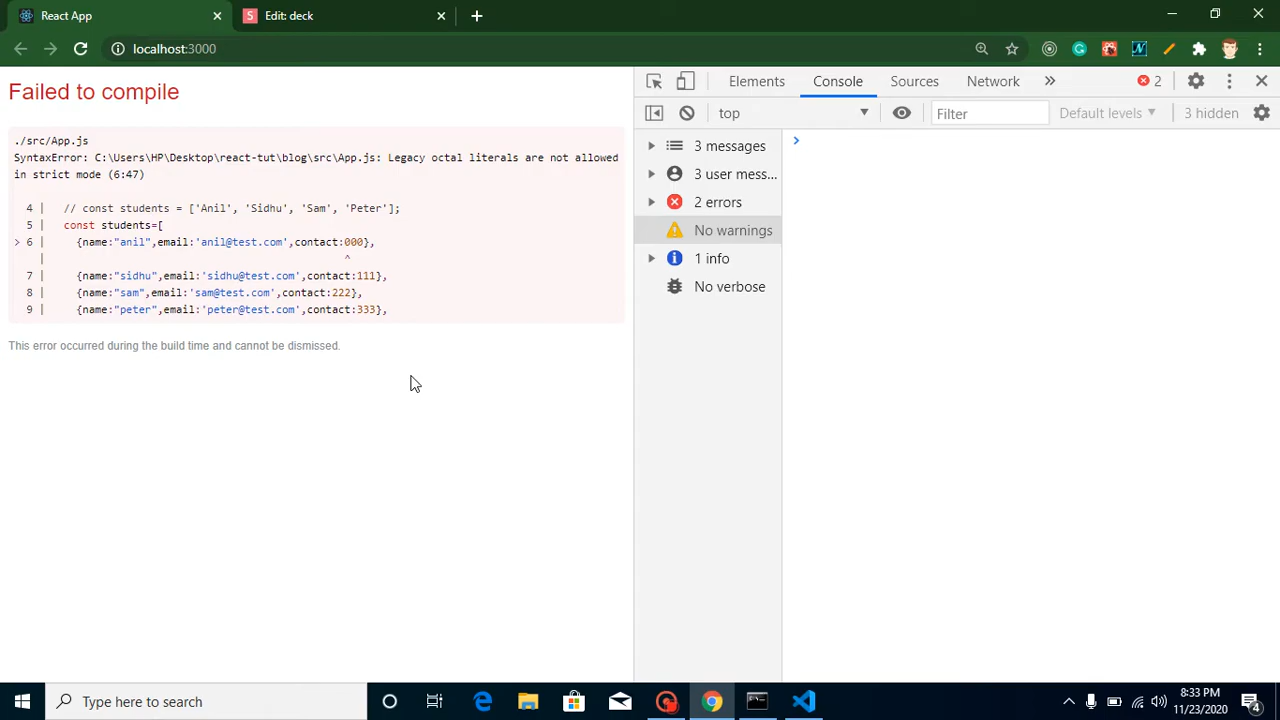 React App
Edit: deck
localhost:3000
Failed to compile
./src/App.js
SyntaxError: C:\Users\HP\Desktop\react-tut\blog\src\App.js: Legacy octal literals are not allowed
in strict mode (6:47)
4 | // const students = ['Anil', 'Sidhu', 'Sam', 'Peter'];
5 | const students=[
> 6 | {name:"anil",email:'anil@test.com',contact:000},
| ^
7 | {name:"sidhu",email:'sidhu@test.com',contact:111},
8 | {name:"sam",email:'sam@test.com',contact:222},
9 | {name:"peter",email:'peter@test.com',contact:333},
This error occurred during the build time and cannot be dismissed.
Elements Console Sources Network » 2
top Filter Default levels 3 hidden
3 messages
3 user mess...
2 errors
No warnings
1 info
No verbose
Type here to search
8:33 PM
11/23/2020
4